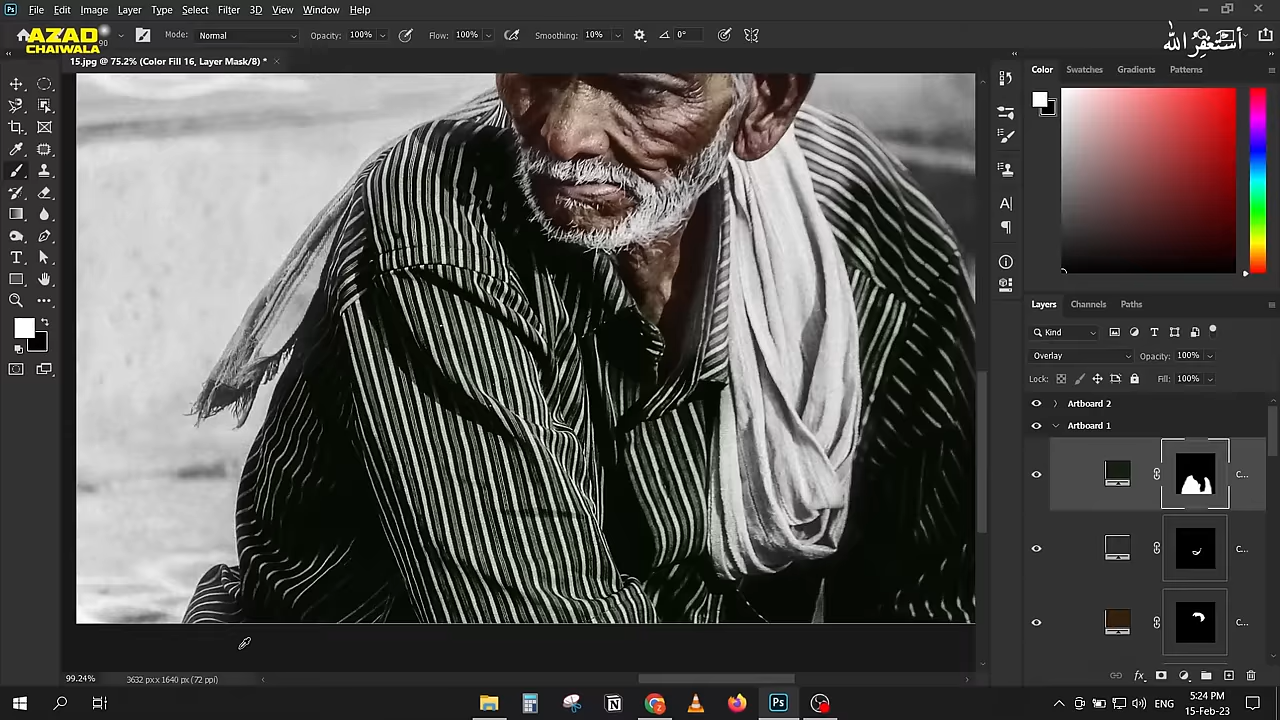 Ps File Edit Image Layer Type Select Filter 3D View Window Help
AZAD
CHAIWALA
90 Mode: Normal Opacity: 100% Flow: 100% Smoothing: 10% 0°
أستغفر الله
15.jpg @ 75.2% (Color Fill 16, Layer Mask/8) * ×
Color Swatches Gradients Patterns
Layers Channels Paths
Kind
Overlay Opacity: 100%
Lock: Fill: 100%
Artboard 2
Artboard 1
C...
C...
C...
99.24% 3632 px x 1640 px (72 ppi)
ENG 5:24 PM
15-Feb-23